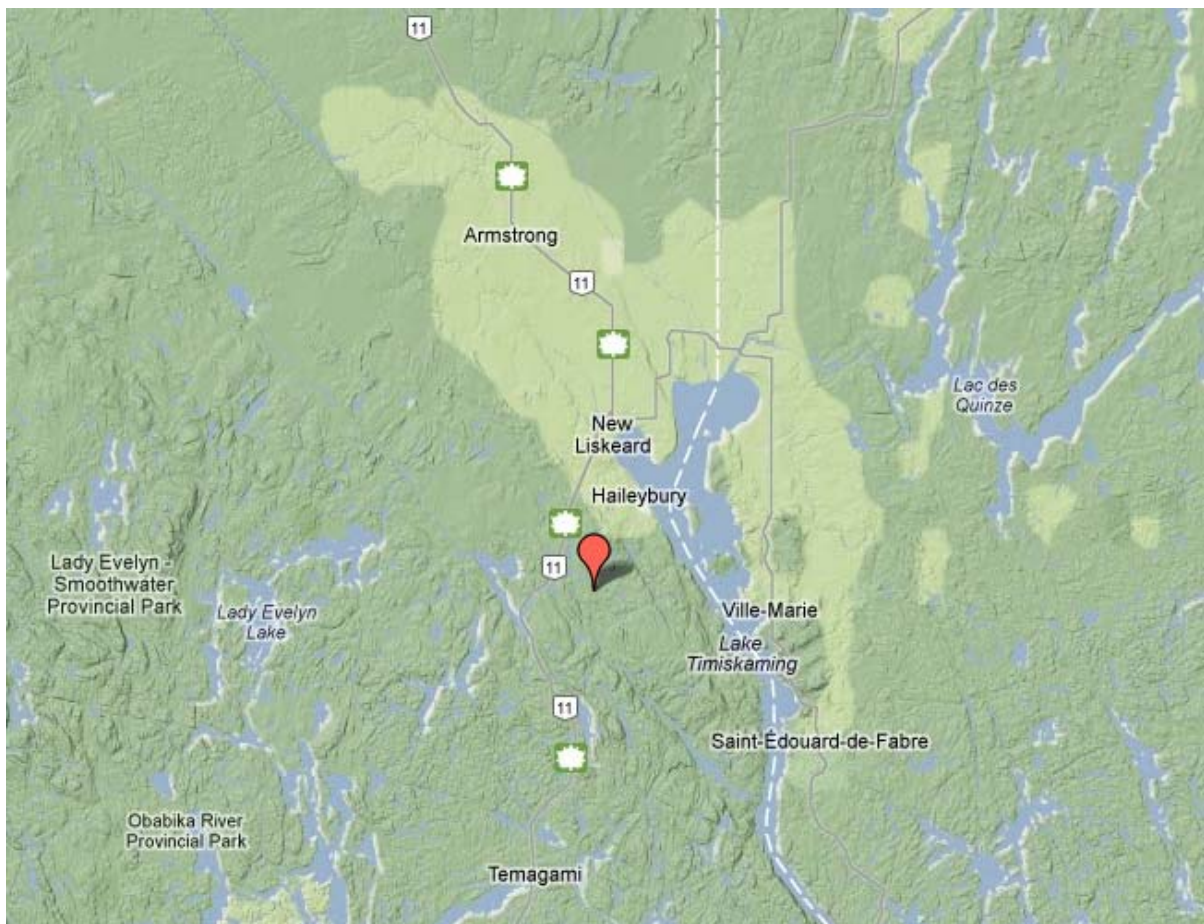 11
Armstrong
11
Lac des
Quinze
New
Liskeard
Haileybury
11
Lady Evelyn -
Smoothwater
Provincial Park
Lady Evelyn
Lake
Ville-Marie
Lake
Timiskaming
11
Saint-Édouard-de-Fabre
Obabika River
Provincial Park
Temagami